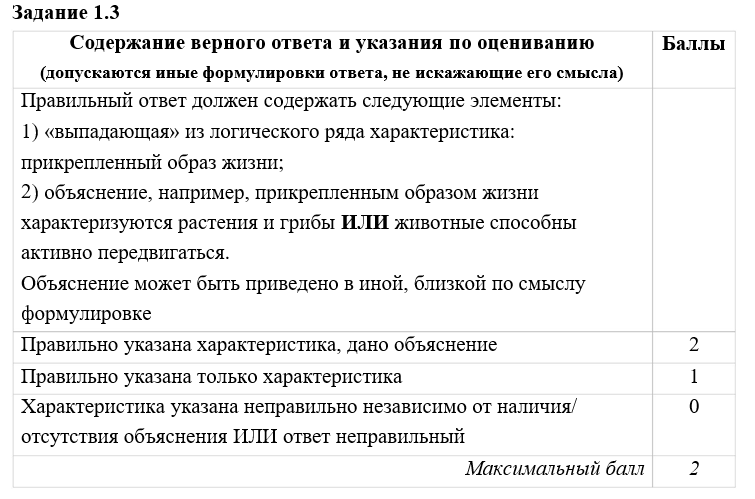 Задание 1.3
Содержание верного ответа и указания по оцениванию
(допускаются иные формулировки ответа, не искажающие его смысла)
Баллы
Правильный ответ должен содержать следующие элементы:
1) «выпадающая» из логического ряда характеристика:
прикрепленный образ жизни;
2) объяснение, например, прикрепленным образом жизни
характеризуются растения и грибы ИЛИ животные способны
активно передвигаться.
Объяснение может быть приведено в иной, близкой по смыслу
формулировке
Правильно указана характеристика, дано объяснение 2
Правильно указана только характеристика 1
Характеристика указана неправильно независимо от наличия/ 0
отсутствия объяснения ИЛИ ответ неправильный
Максимальный балл 2